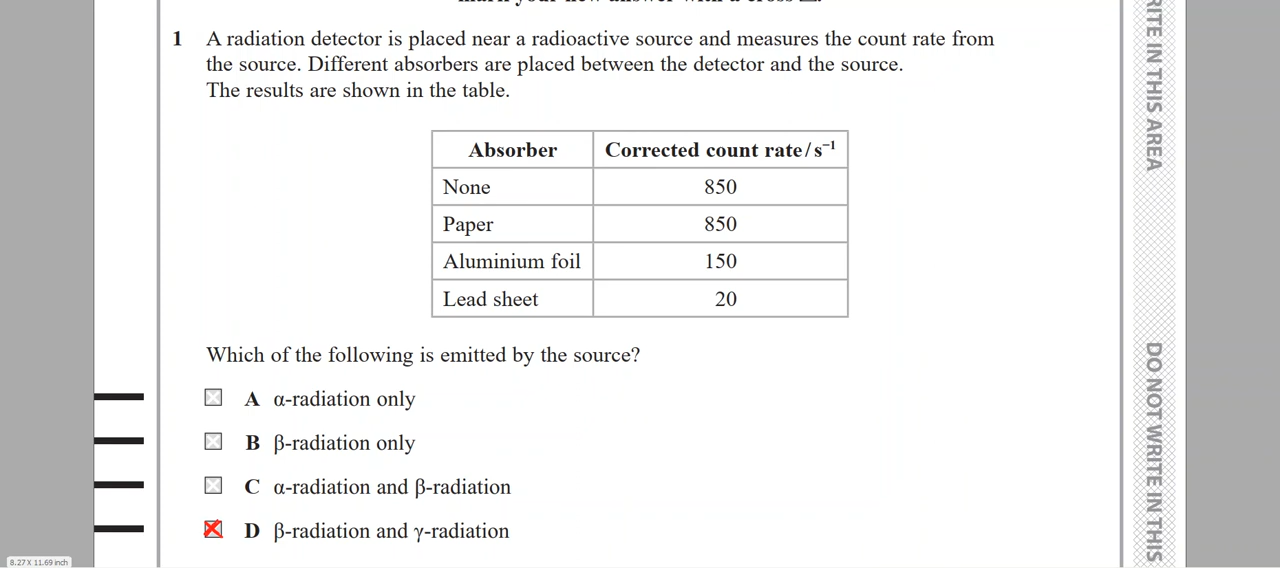 1 A radiation detector is placed near a radioactive source and measures the count rate from
the source. Different absorbers are placed between the detector and the source.
The results are shown in the table.
Absorber Corrected count rate/s⁻¹
None 850
Paper 850
Aluminium foil 150
Lead sheet 20
Which of the following is emitted by the source?
A α-radiation only
B β-radiation only
C α-radiation and β-radiation
D β-radiation and γ-radiation
RITE IN THIS AREA
DO NOT WRITE IN THIS
8.27 X 11.69 inch